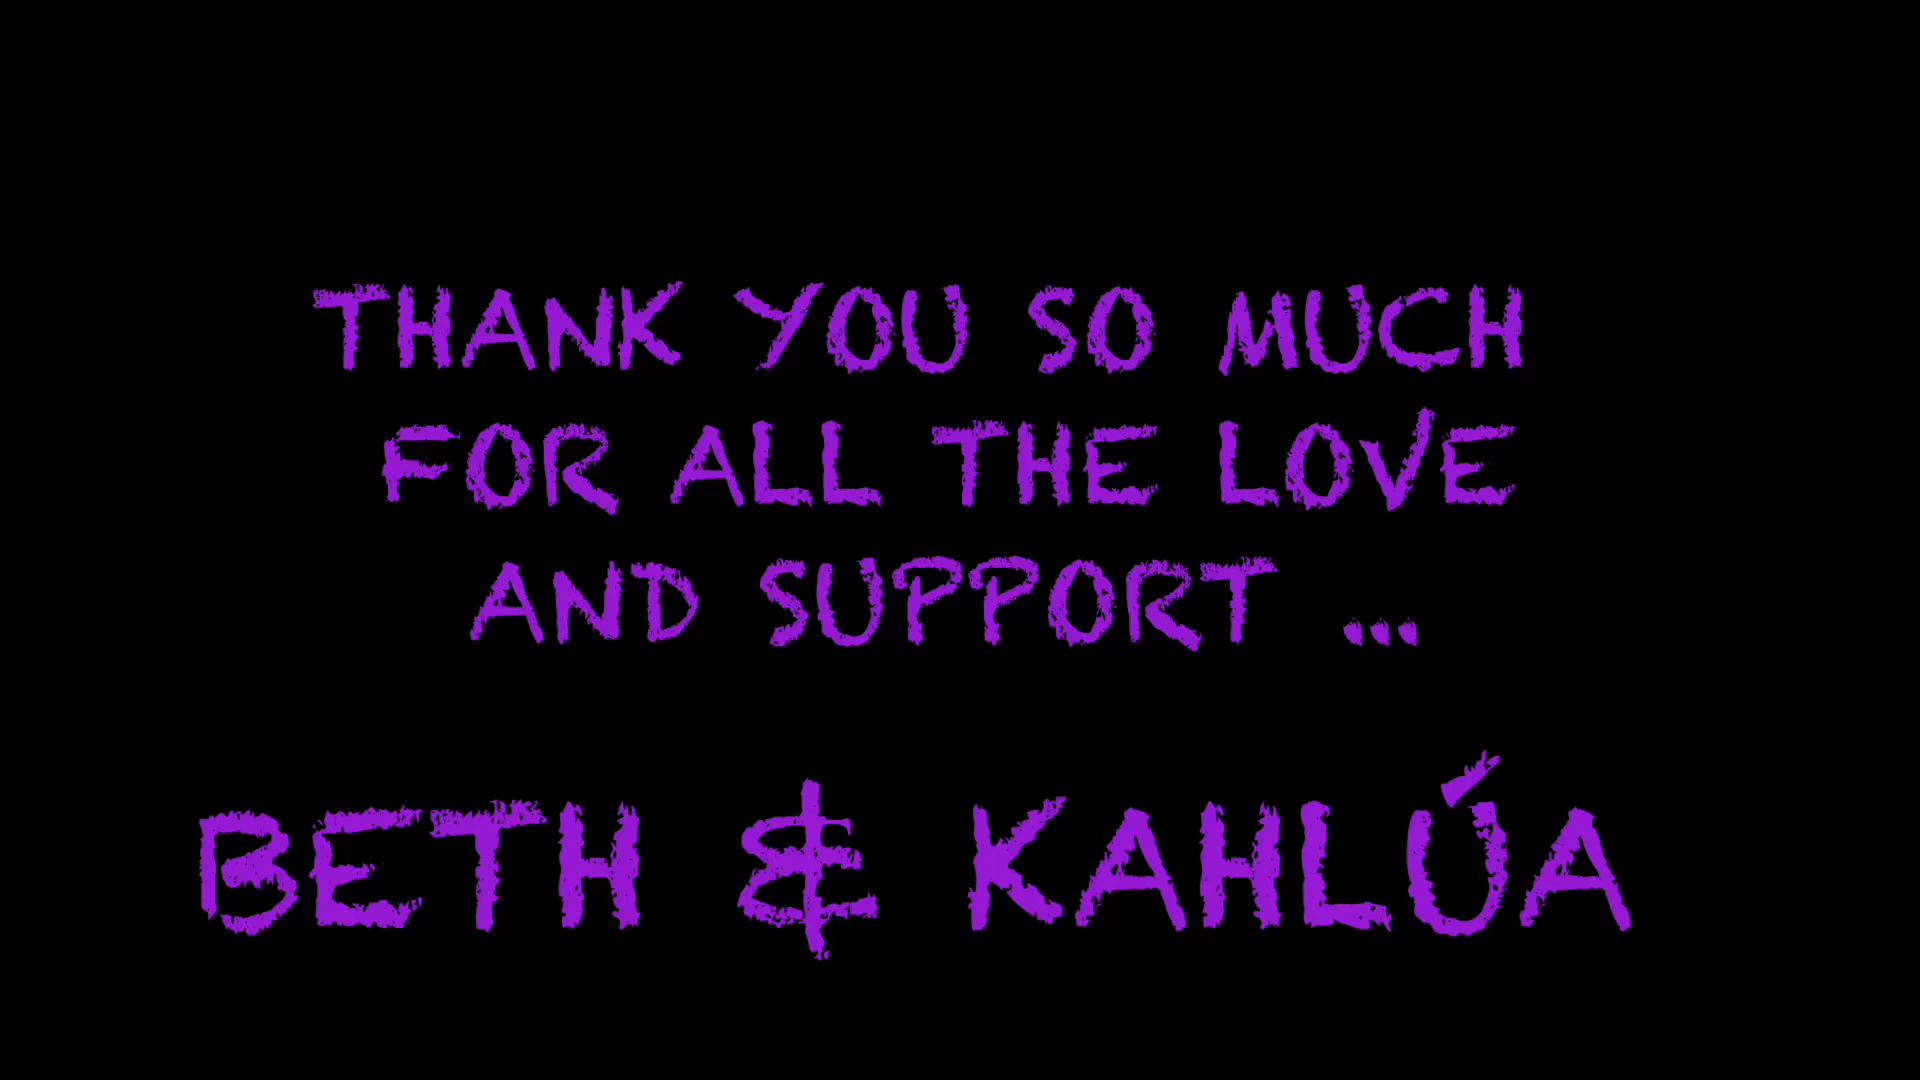 THANK YOU SO MUCH
FOR ALL THE LOVE
AND SUPPORT ...
BETH & KAHLÚA